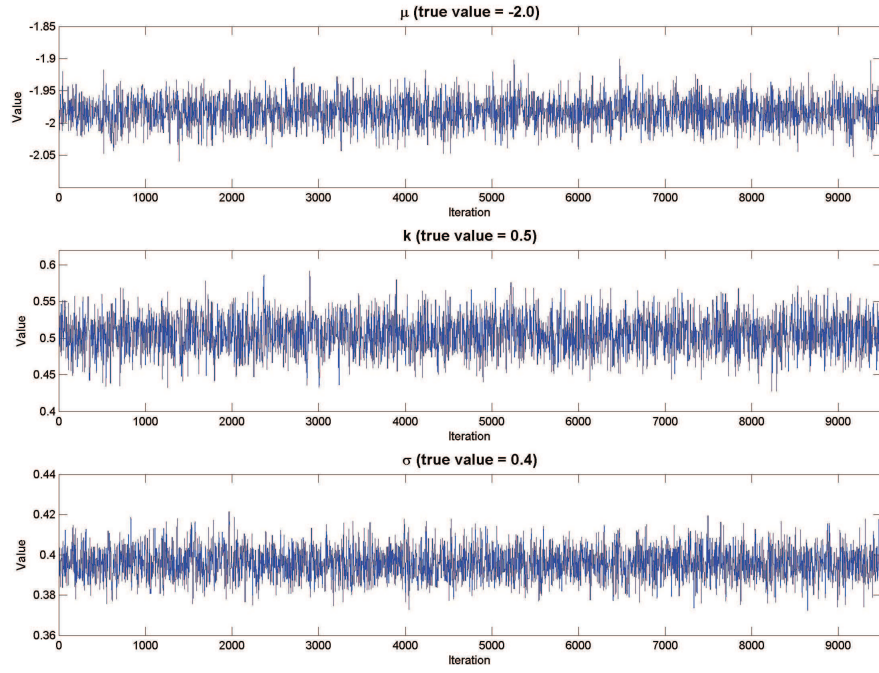 μ (true value = -2.0)
-1.85
-1.9
-1.95
-2
-2.05
Value
0 1000 2000 3000 4000 5000 6000 7000 8000 9000
Iteration
k (true value = 0.5)
0.6
0.55
0.5
0.45
0.4
Value
0 1000 2000 3000 4000 5000 6000 7000 8000 9000
Iteration
σ (true value = 0.4)
0.44
0.42
0.4
0.38
0.36
Value
0 1000 2000 3000 4000 5000 6000 7000 8000 9000
Iteration